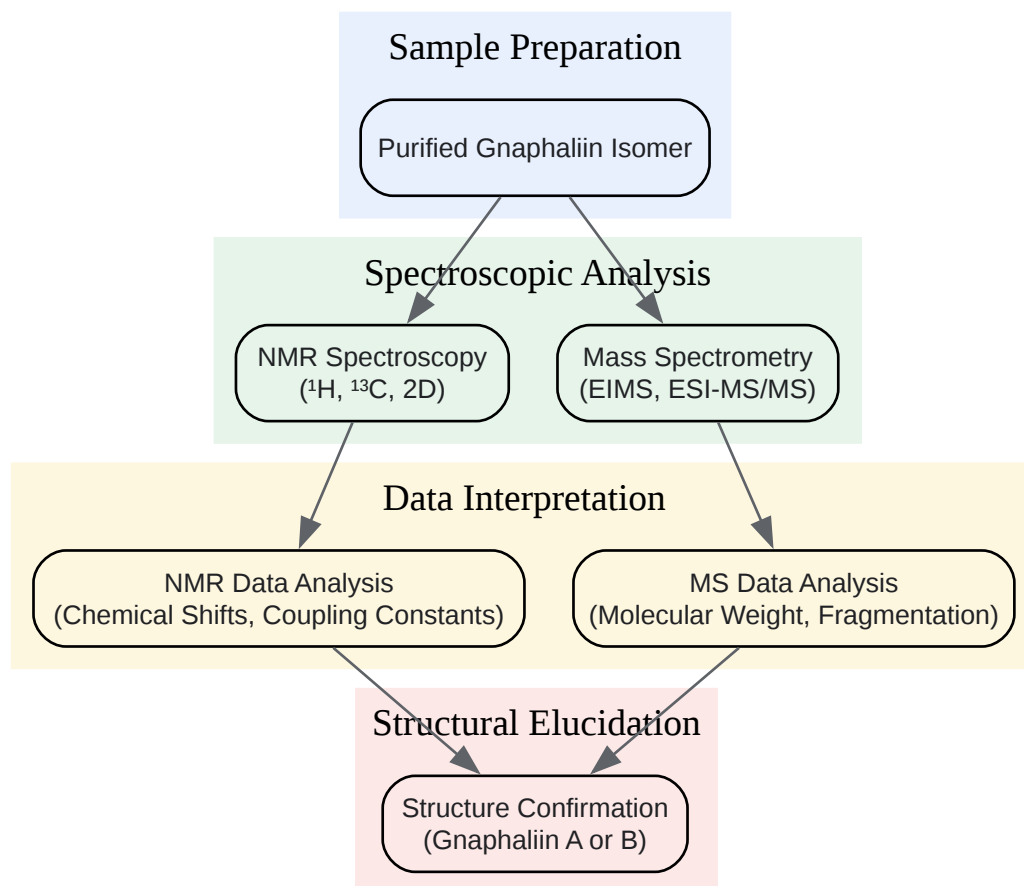 Sample Preparation
Purified Gnaphaliin Isomer
Spectroscopic Analysis
NMR Spectroscopy
(¹H, ¹³C, 2D)
Mass Spectrometry
(EIMS, ESI-MS/MS)
Data Interpretation
NMR Data Analysis
(Chemical Shifts, Coupling Constants)
MS Data Analysis
(Molecular Weight, Fragmentation)
Structural Elucidation
Structure Confirmation
(Gnaphaliin A or B)